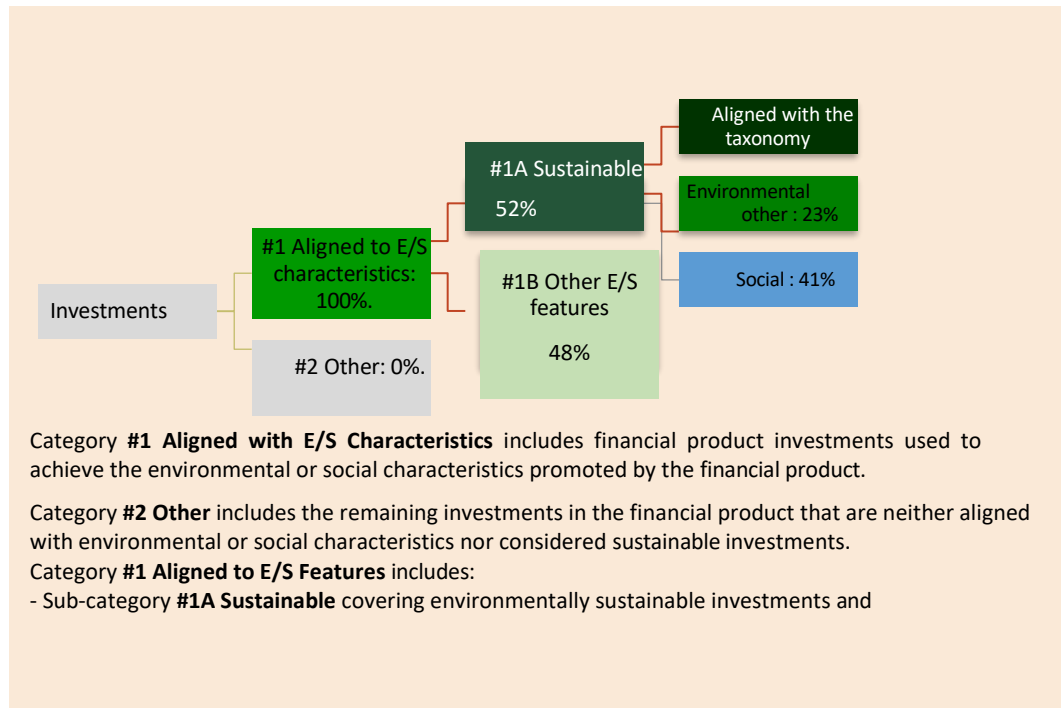 Aligned with the
taxonomy
#1A Sustainable
52%
Environmental
other : 23%
#1 Aligned to E/S
characteristics:
100%.
Social : 41%
#1B Other E/S
features
48%
Investments
#2 Other: 0%.
Category #1 Aligned with E/S Characteristics includes financial product investments used to
achieve the environmental or social characteristics promoted by the financial product.
Category #2 Other includes the remaining investments in the financial product that are neither aligned
with environmental or social characteristics nor considered sustainable investments.
Category #1 Aligned to E/S Features includes:
- Sub-category #1A Sustainable covering environmentally sustainable investments and